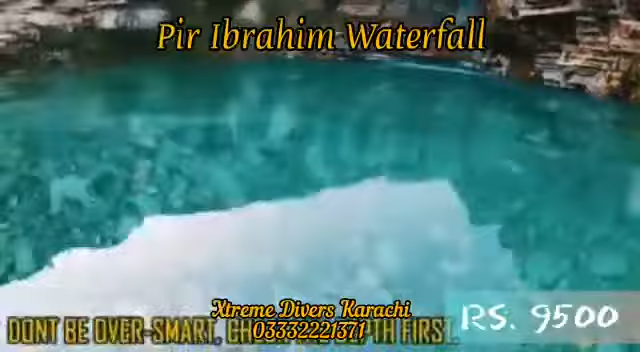 Pir Ibrahim Waterfall
Xtreme Divers Karachi
03332221371
DONT BE OVER-SMART. FIRST.
RS. 9500